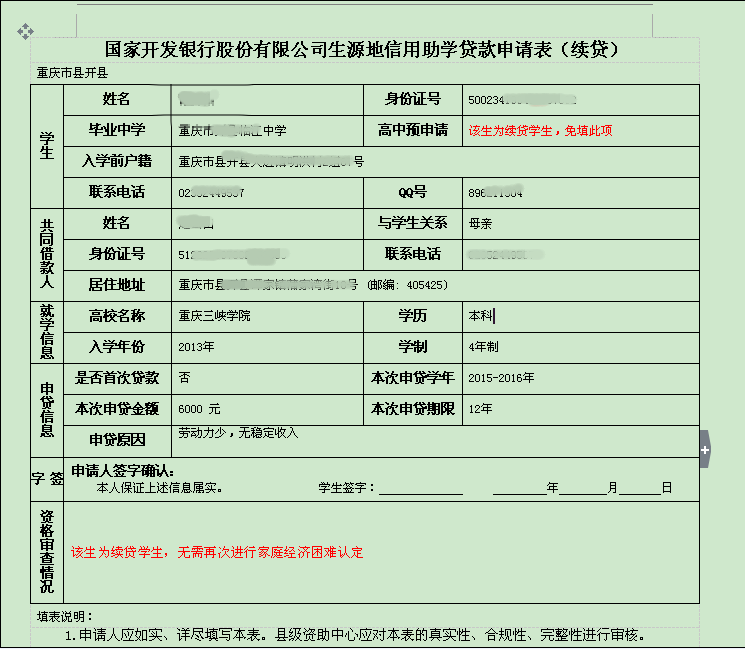 国家开发银行股份有限公司生源地信用助学贷款申请表（续贷）
重庆市县开县
学生
姓名
身份证号 500234
毕业中学 重庆市 中学 高中预申请 该生为续贷学生，免填此项
入学前户籍 重庆市县开县 号
联系电话 QQ号
共同借款人
姓名 与学生关系 母亲
身份证号 51 联系电话
居住地址 重庆市县 号（邮编：405425）
就学信息
高校名称 重庆三峡学院 学历 本科
入学年份 2013年 学制 4年制
申贷信息
是否首次贷款 否 本次申贷学年 2015-2016年
本次申贷金额 6000 元 本次申贷期限 12年
申贷原因 劳动力少，无稳定收入
字 签
申请人签字确认：
本人保证上述信息属实。 学生签字：____________ ________年_______月______日
资格审查情况
该生为续贷学生，无需再次进行家庭经济困难认定
填表说明：
1.申请人应如实、详尽填写本表。县级资助中心应对本表的真实性、合规性、完整性进行审核。